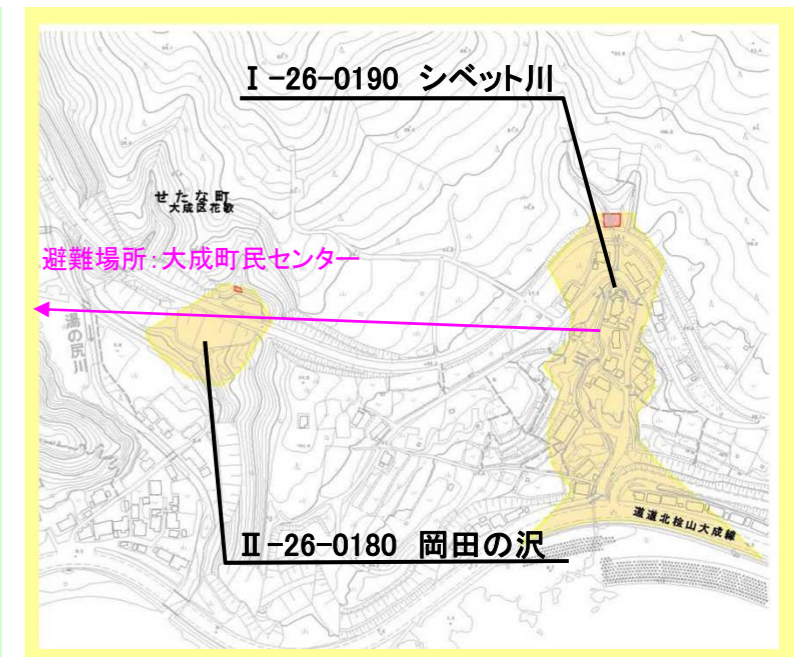 Ⅰ-26-0190 シベット川
せたな町
大成区花歌
避難場所：大成町民センター
湯の尻川
Ⅱ-26-0180 岡田の沢
道道北桧山大成線